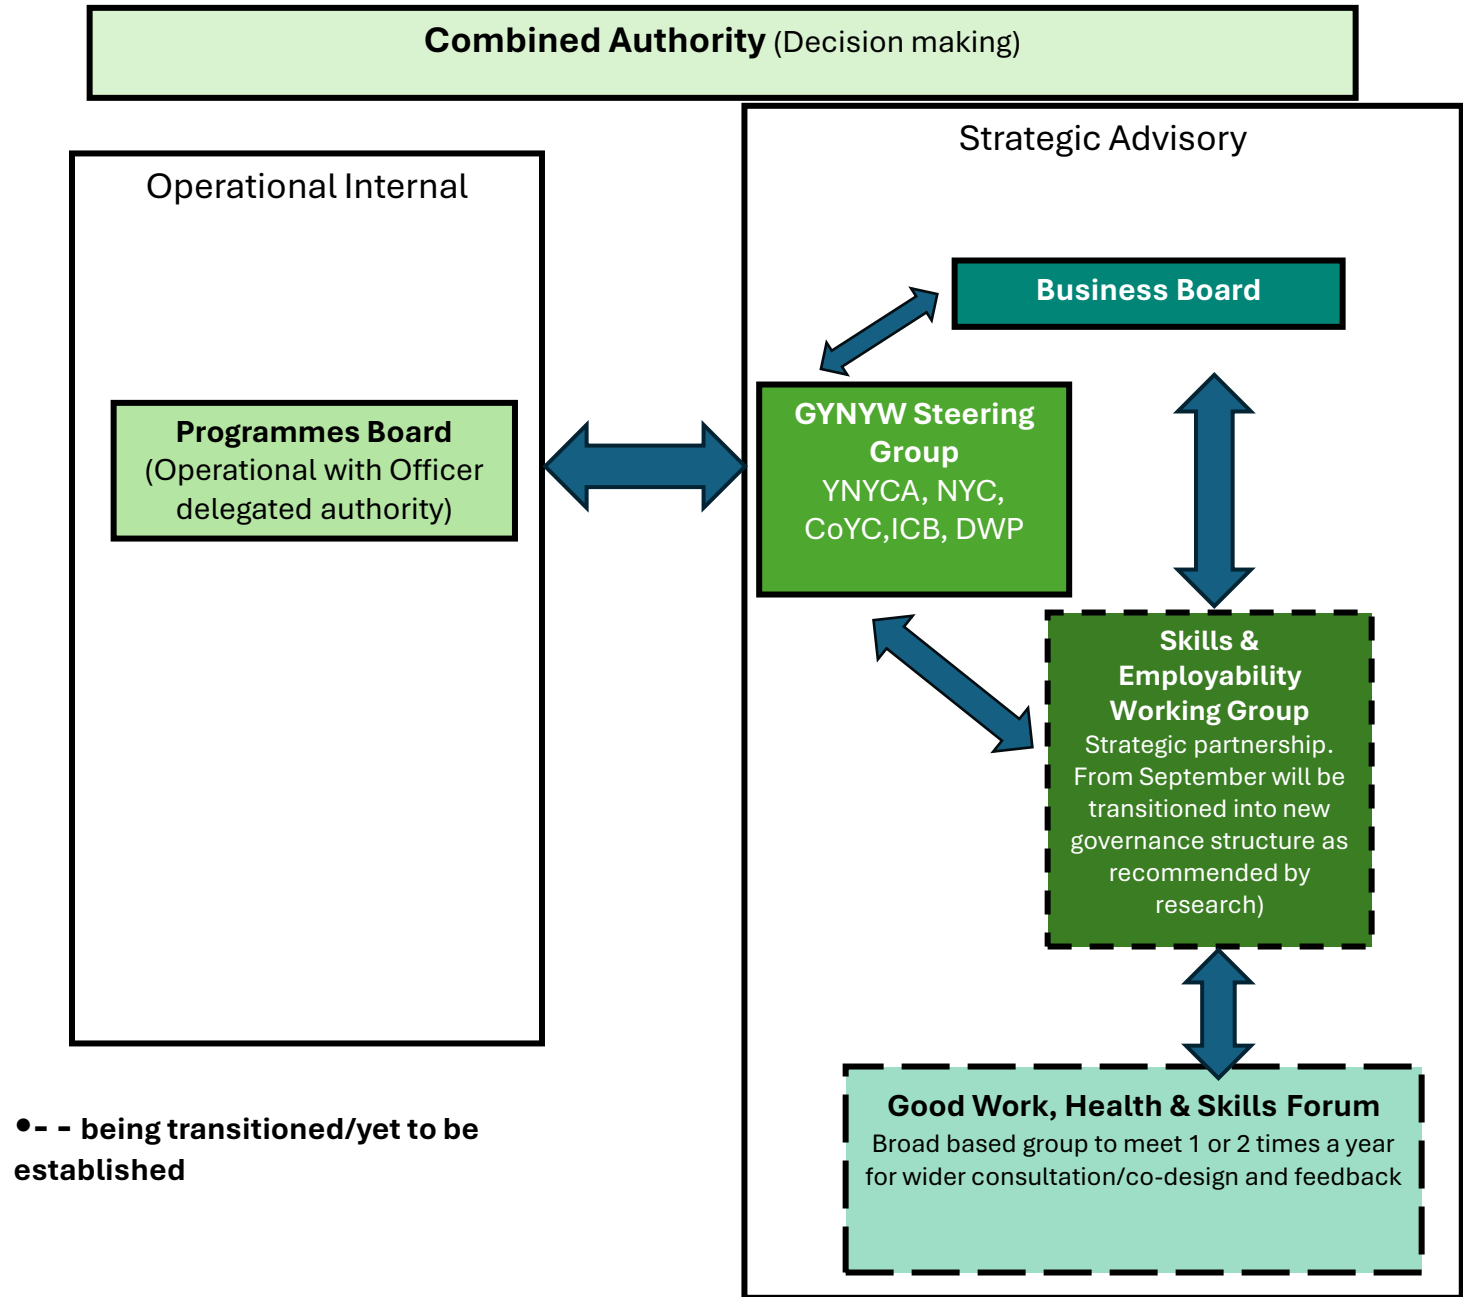 Combined Authority (Decision making)
Strategic Advisory
Operational Internal
Business Board
GYNYW Steering
Group
YNYCA, NYC,
CoYC,ICB, DWP
Programmes Board
(Operational with Officer
delegated authority)
Skills &
Employability
Working Group
Strategic partnership.
From September will be
transitioned into new
governance structure as
recommended by
research)
Good Work, Health & Skills Forum
Broad based group to meet 1 or 2 times a year
for wider consultation/co-design and feedback
•- - being transitioned/yet to be
established